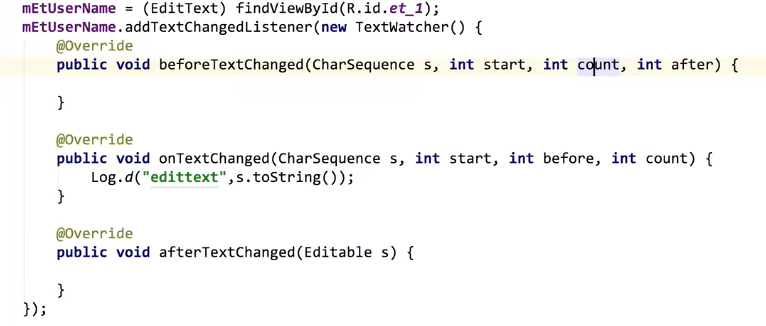 mEtUserName = (EditText) findViewById(R.id.et_1);
mEtUserName.addTextChangedListener(new TextWatcher() {
    @Override
    public void beforeTextChanged(CharSequence s, int start, int count, int after) {
    }
    @Override
    public void onTextChanged(CharSequence s, int start, int before, int count) {
        Log.d("edittext",s.toString());
    }
    @Override
    public void afterTextChanged(Editable s) {
    }
});